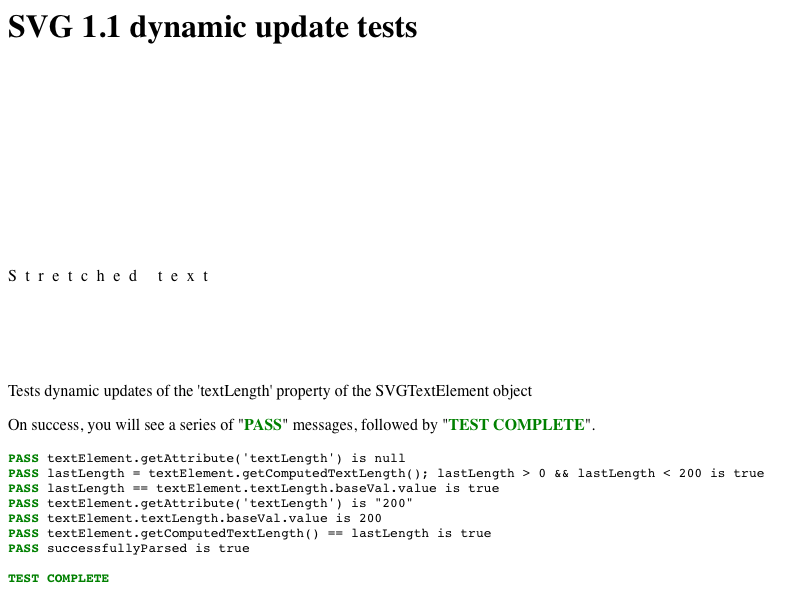 SVG 1.1 dynamic update tests
Stretched text
Tests dynamic updates of the 'textLength' property of the SVGTextElement object
On success, you will see a series of "PASS" messages, followed by "TEST COMPLETE".
PASS textElement.getAttribute('textLength') is null
PASS lastLength = textElement.getComputedTextLength(); lastLength > 0 && lastLength < 200 is true
PASS lastLength == textElement.textLength.baseVal.value is true
PASS textElement.getAttribute('textLength') is "200"
PASS textElement.textLength.baseVal.value is 200
PASS textElement.getComputedTextLength() == lastLength is true
PASS successfullyParsed is true
TEST COMPLETE